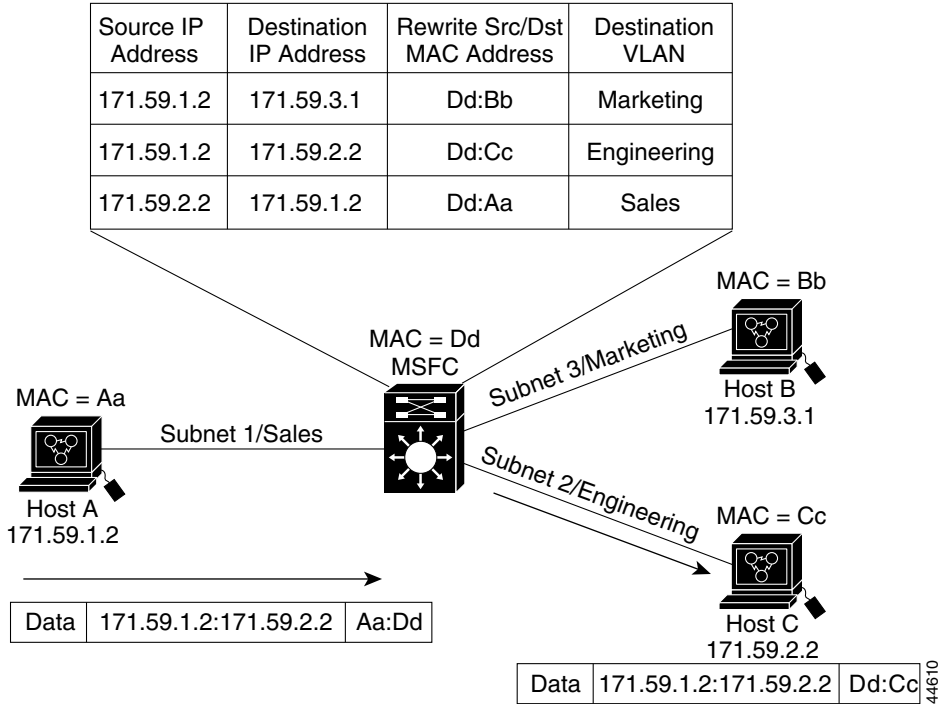 Source IP Address
Destination IP Address
Rewrite Src/Dst MAC Address
Destination VLAN
171.59.1.2 171.59.3.1 Dd:Bb Marketing
171.59.1.2 171.59.2.2 Dd:Cc Engineering
171.59.2.2 171.59.1.2 Dd:Aa Sales
MAC = Bb
MAC = Dd
MSFC
Subnet 3/Marketing
Host B
171.59.3.1
MAC = Aa
Subnet 1/Sales
Subnet 2/Engineering
Host A
171.59.1.2
MAC = Cc
Data 171.59.1.2:171.59.2.2 Aa:Dd
Host C
171.59.2.2
Data 171.59.1.2:171.59.2.2 Dd:Cc
44610